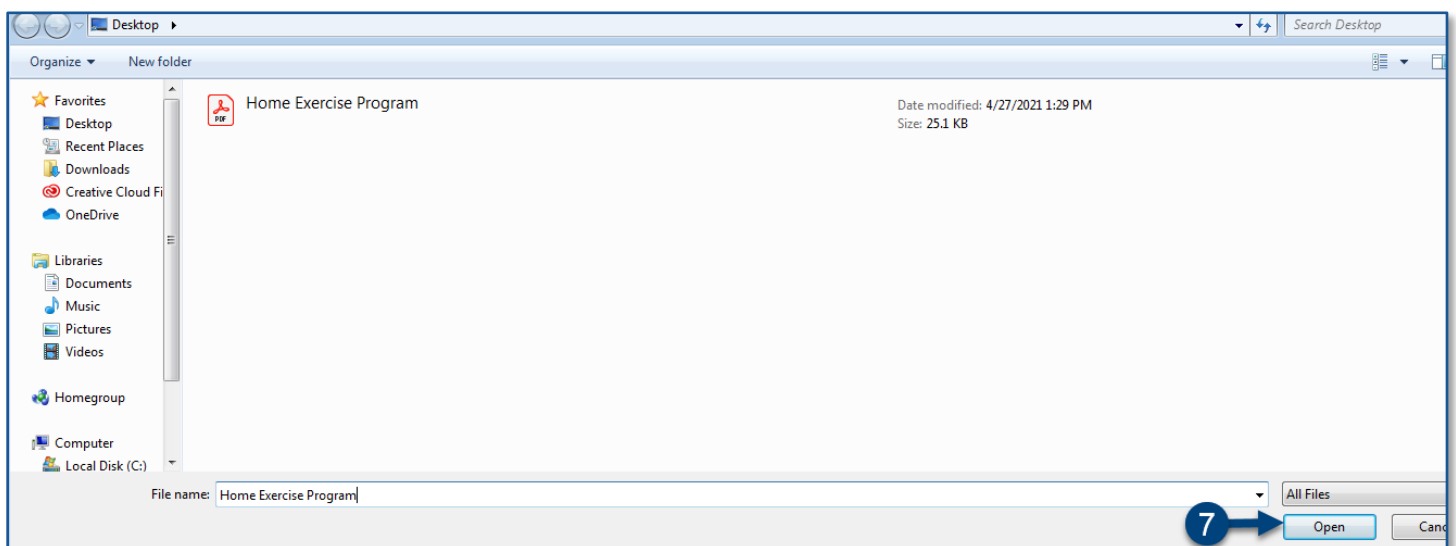 Desktop
Search Desktop
Organize
New folder
Favorites
Desktop
Recent Places
Downloads
Creative Cloud Fi
OneDrive
Libraries
Documents
Music
Pictures
Videos
Homegroup
Computer
Local Disk (C:)
PDF
Home Exercise Program
Date modified: 4/27/2021 1:29 PM
Size: 25.1 KB
File name: Home Exercise Program
All Files
7
Open
Canc